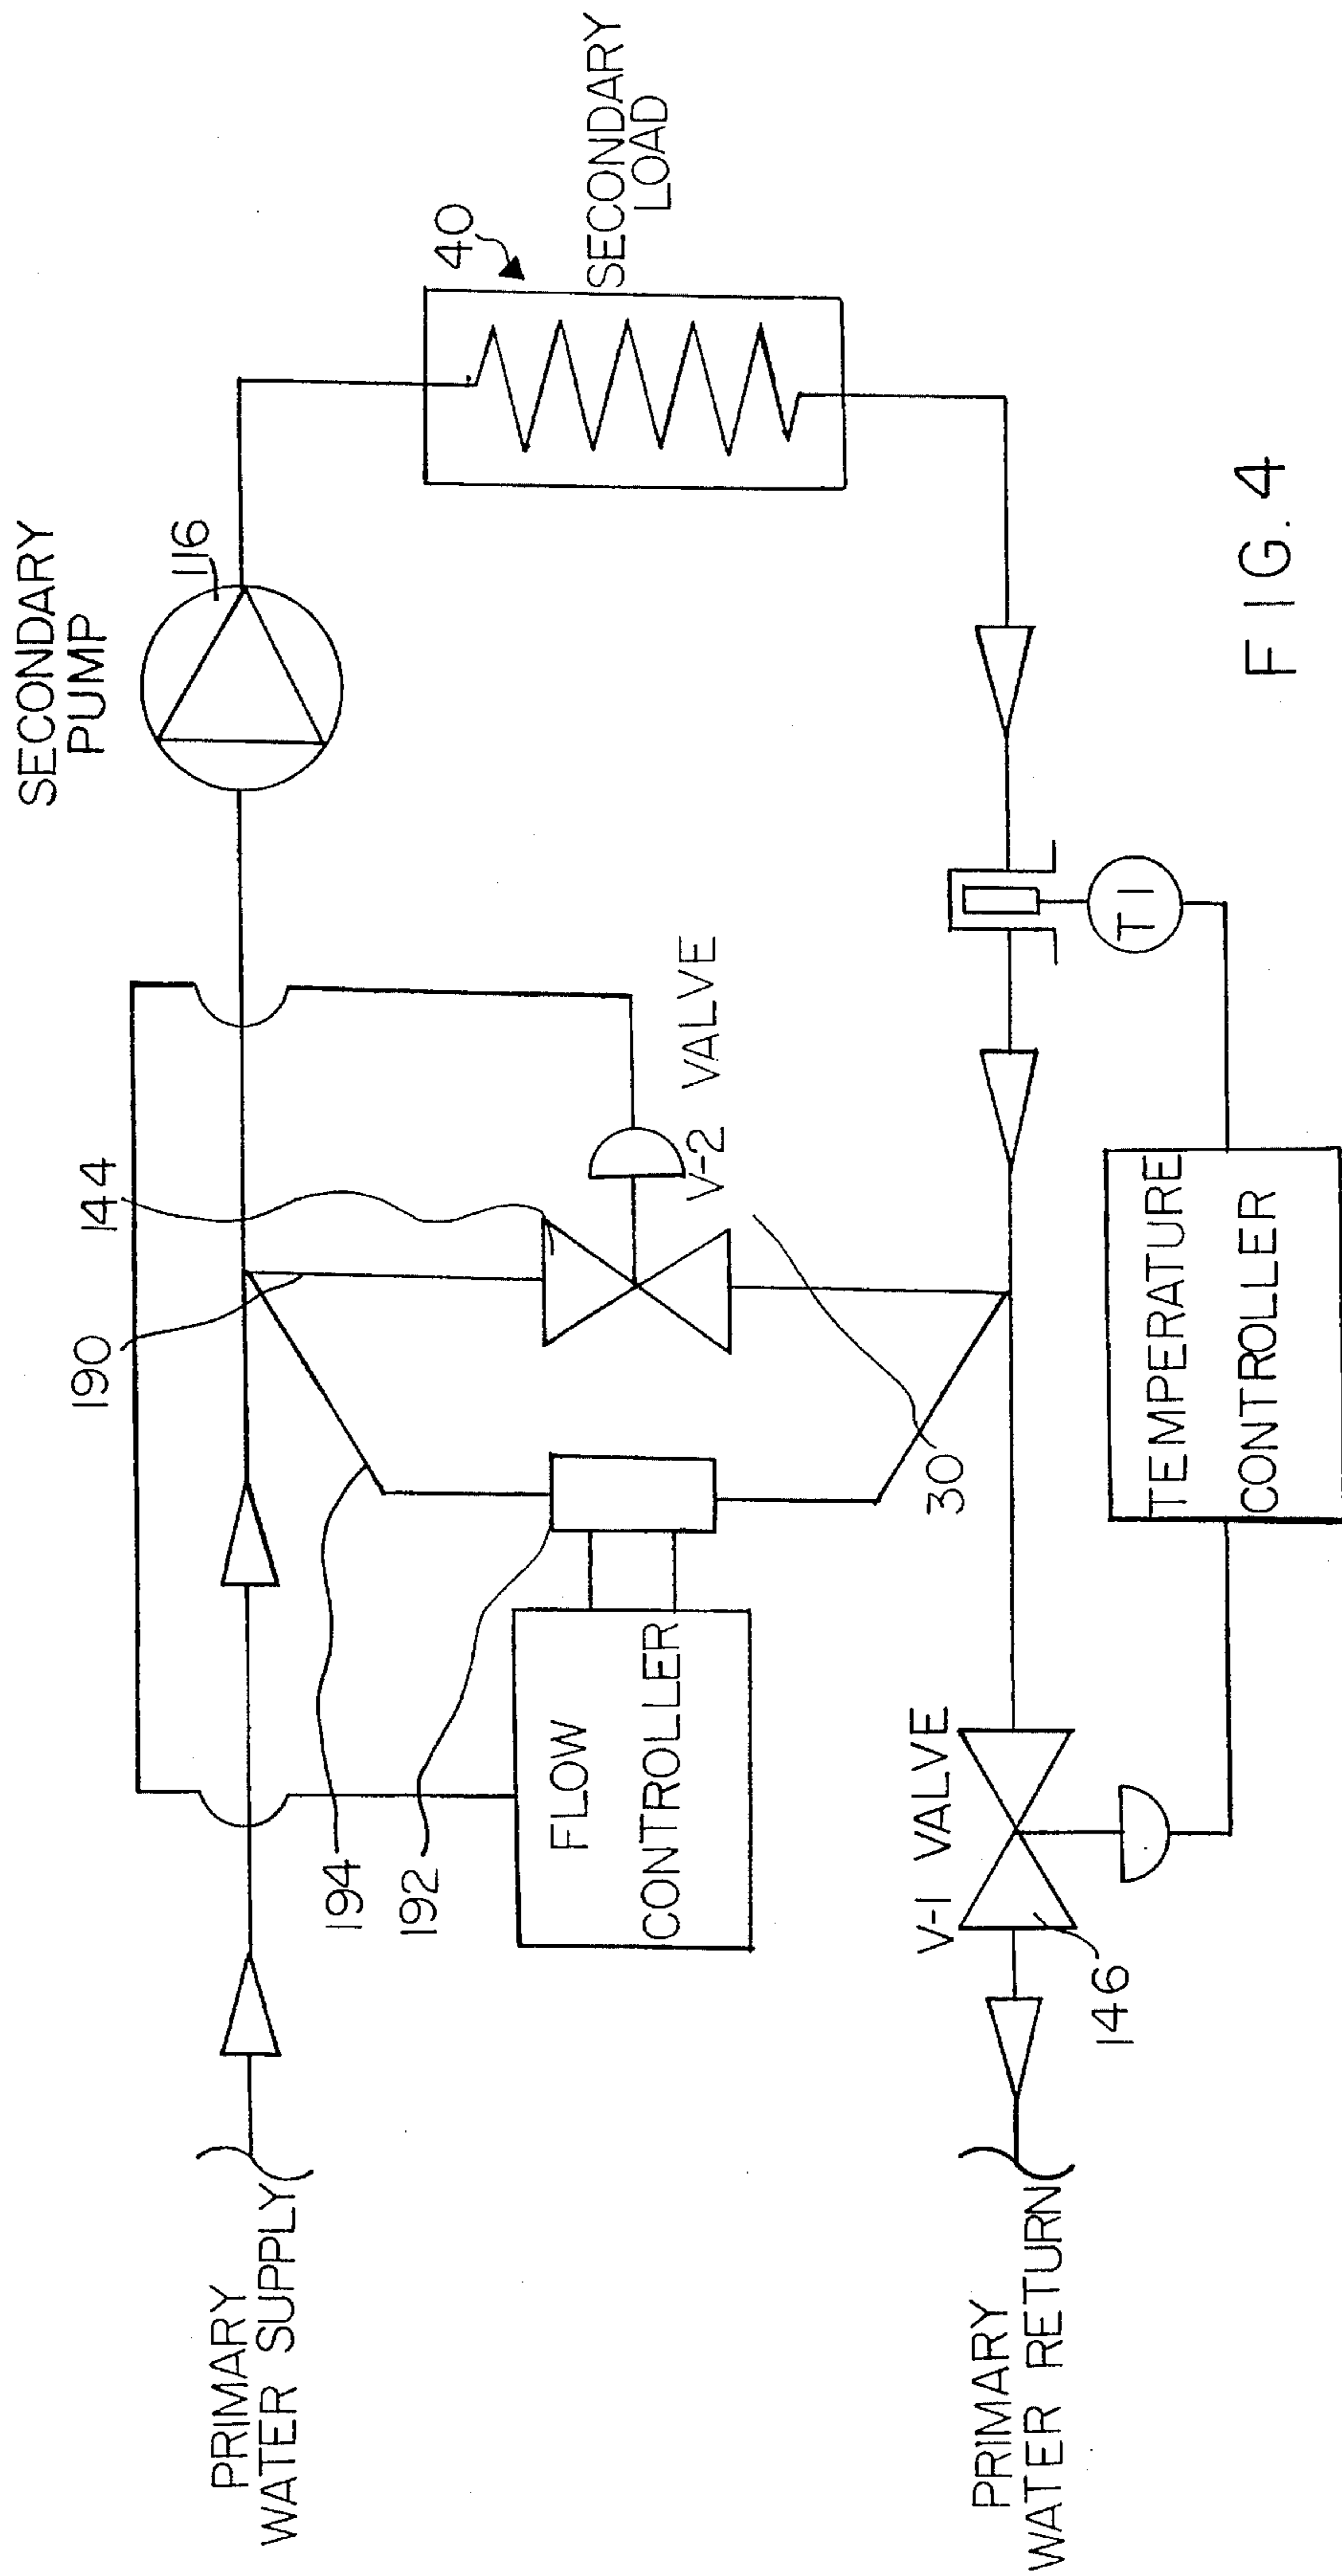 SECONDARY
PUMP
116
40
SECONDARY
LOAD
144
190
V-2 VALVE
30
194
192
FLOW
CONTROLLER
PRIMARY
WATER SUPPLY
V-1 VALVE
146
T1
TEMPERATURE
CONTROLLER
PRIMARY
WATER RETURN
FIG. 4